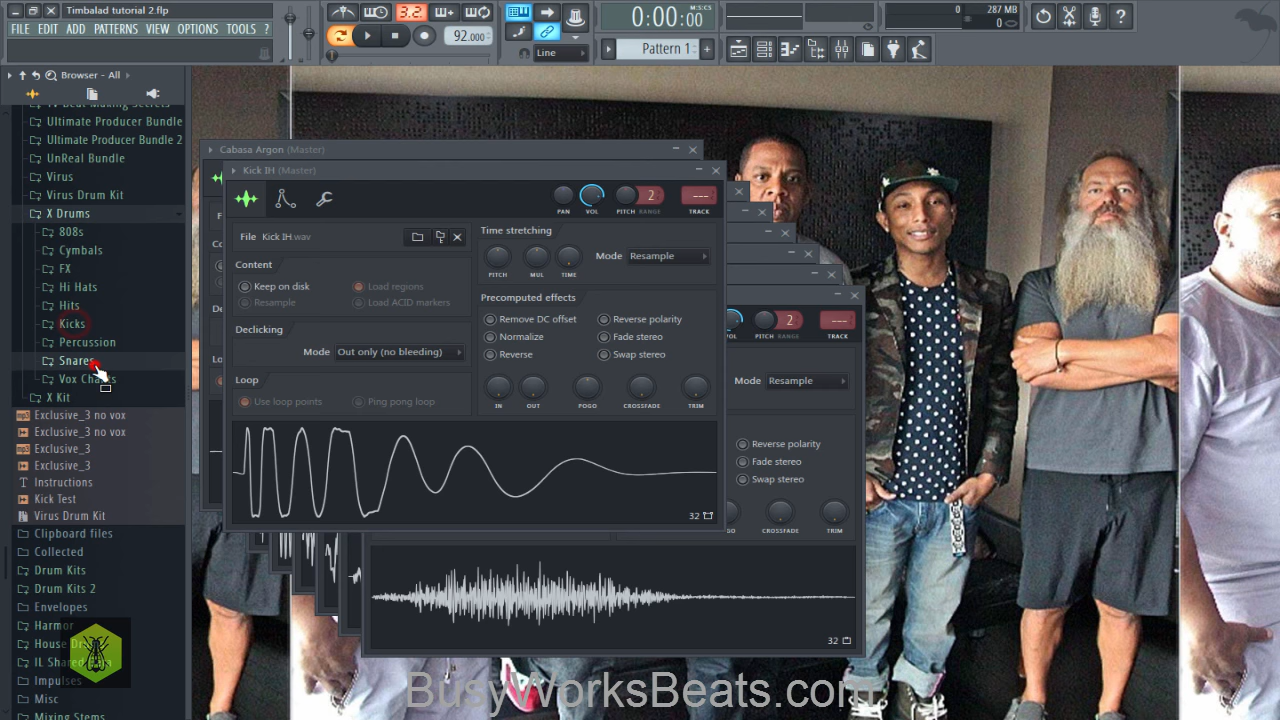 Timbalad tutorial 2.flp
FILE EDIT ADD PATTERNS VIEW OPTIONS TOOLS ?
3.2
92.000
0:00:00
M:S:CS
Line
Pattern 1
0
287 MB
0
Browser - All
Ultimate Producer Bundle
Ultimate Producer Bundle 2
UnReal Bundle
Virus
Virus Drum Kit
X Drums
808s
Cymbals
FX
Hi Hats
Hits
Kicks
Percussion
Snares
X Kit
Exclusive_3 no vox
Exclusive_3 no vox
Exclusive_3
Exclusive_3
Instructions
Kick Test
Virus Drum Kit
Clipboard files
Collected
Drum Kits
Drum Kits 2
Envelopes
Harmor
Impulses
Misc
Mixing Stems
Cabasa Argon (Master)
Kick IH (Master)
PAN VOL PITCH RANGE 2 TRACK
File Kick IH.wav
Content
Keep on disk
Load regions
Resample
Load ACID markers
Declicking
Mode Out only (no bleeding)
Loop
Use loop points
Ping pong loop
Time stretching
PITCH MUL TIME
Mode Resample
Precomputed effects
Remove DC offset
Reverse polarity
Normalize
Fade stereo
Reverse
Swap stereo
IN OUT POGO CROSSFADE TRIM
32
2
PITCH RANGE TRACK
Mode Resample
Reverse polarity
Fade stereo
Swap stereo
CROSSFADE TRIM
32
BusyWorksBeats.com